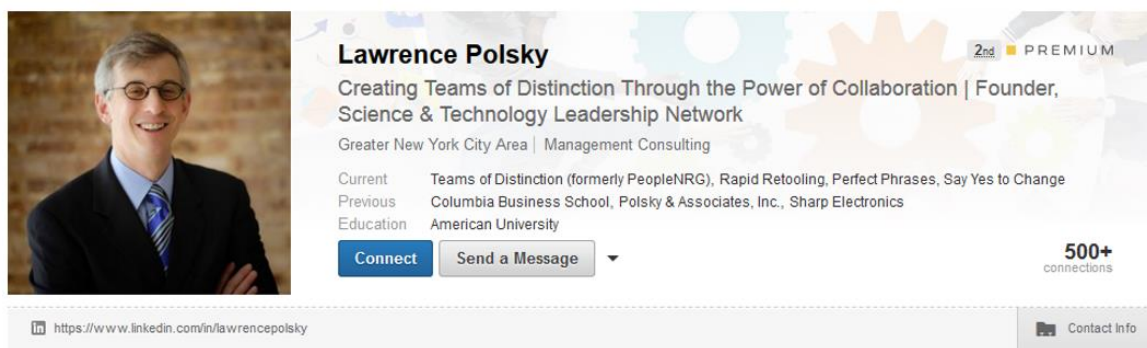 Lawrence Polsky
2nd PREMIUM
Creating Teams of Distinction Through the Power of Collaboration | Founder,
Science & Technology Leadership Network
Greater New York City Area | Management Consulting
Current Teams of Distinction (formerly PeopleNRG), Rapid Retooling, Perfect Phrases, Say Yes to Change
Previous Columbia Business School, Polsky & Associates, Inc., Sharp Electronics
Education American University
Connect Send a Message
500+
connections
in https://www.linkedin.com/in/lawrencepolsky
Contact Info